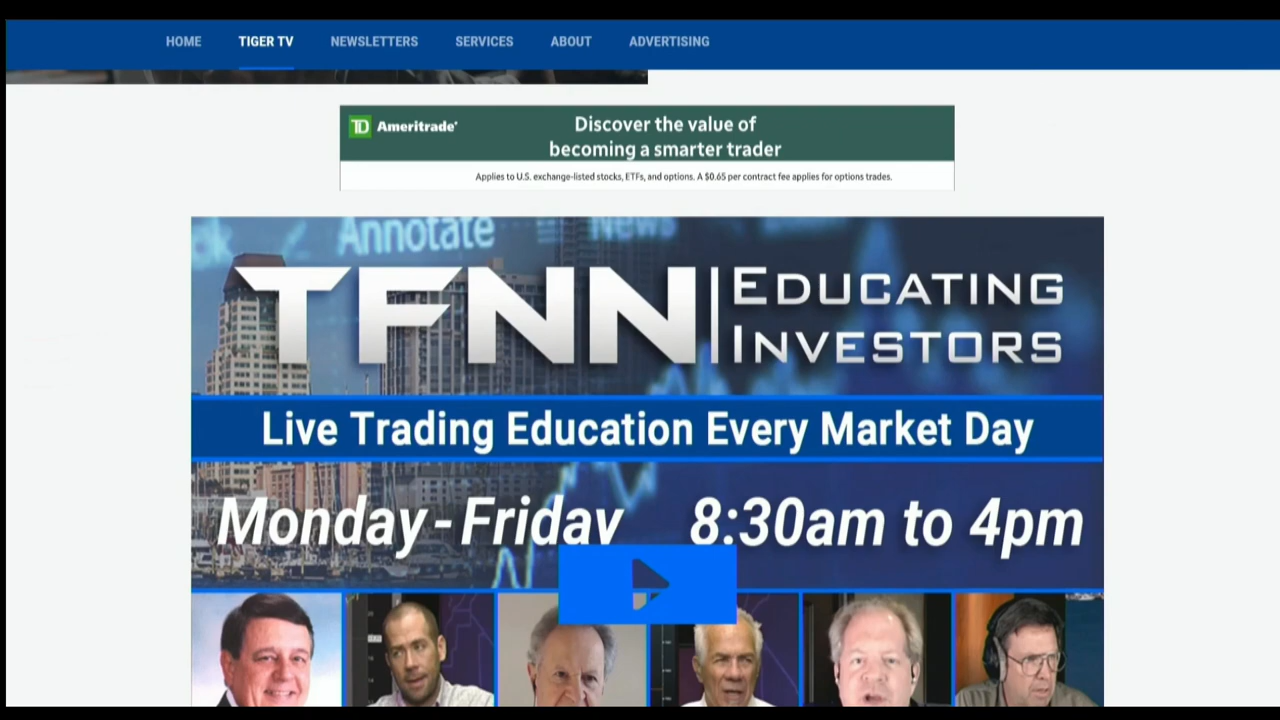 HOME TIGER TV NEWSLETTERS SERVICES ABOUT ADVERTISING
TD Ameritrade
Discover the value of
becoming a smarter trader
Applies to U.S. exchange-listed stocks, ETFs, and options. A $0.65 per contract fee applies for options trades.
Annotate News
TFNN EDUCATING
INVESTORS
Live Trading Education Every Market Day
Monday-Friday 8:30am to 4pm